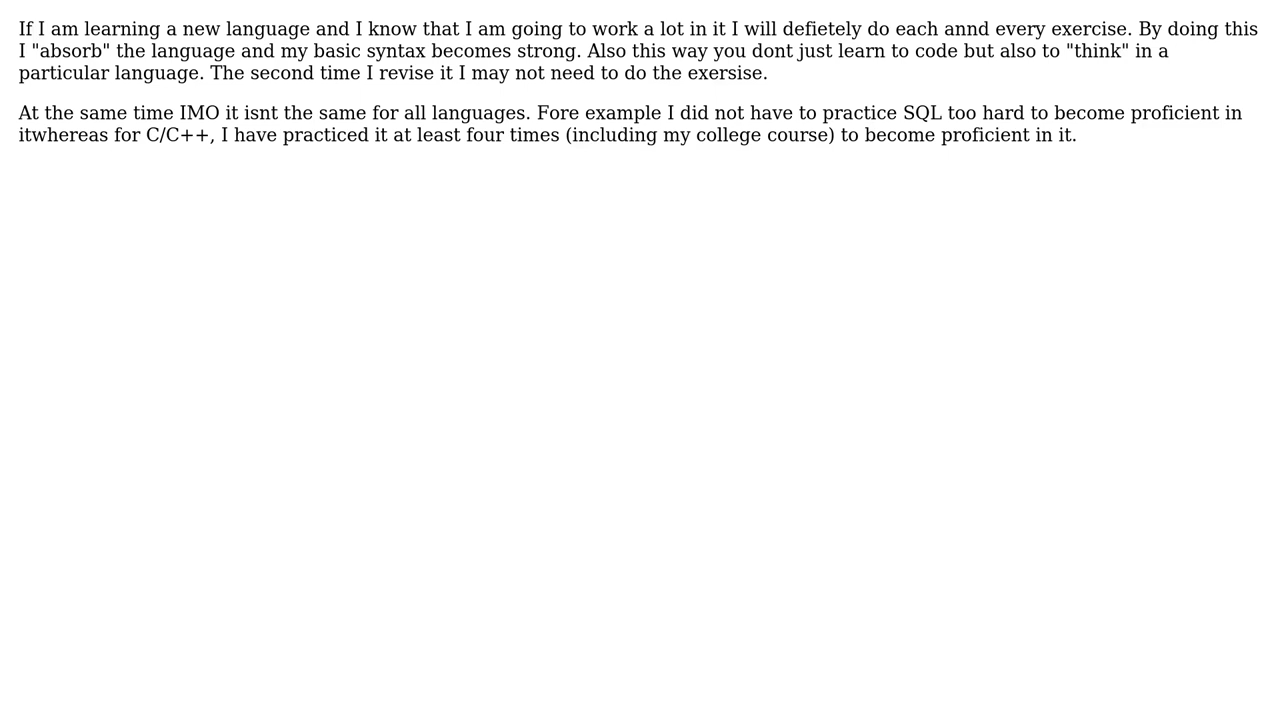 If I am learning a new language and I know that I am going to work a lot in it I will defietely do each annd every exercise. By doing this
I "absorb" the language and my basic syntax becomes strong. Also this way you dont just learn to code but also to "think" in a
particular language. The second time I revise it I may not need to do the exersise.
At the same time IMO it isnt the same for all languages. Fore example I did not have to practice SQL too hard to become proficient in
itwhereas for C/C++, I have practiced it at least four times (including my college course) to become proficient in it.